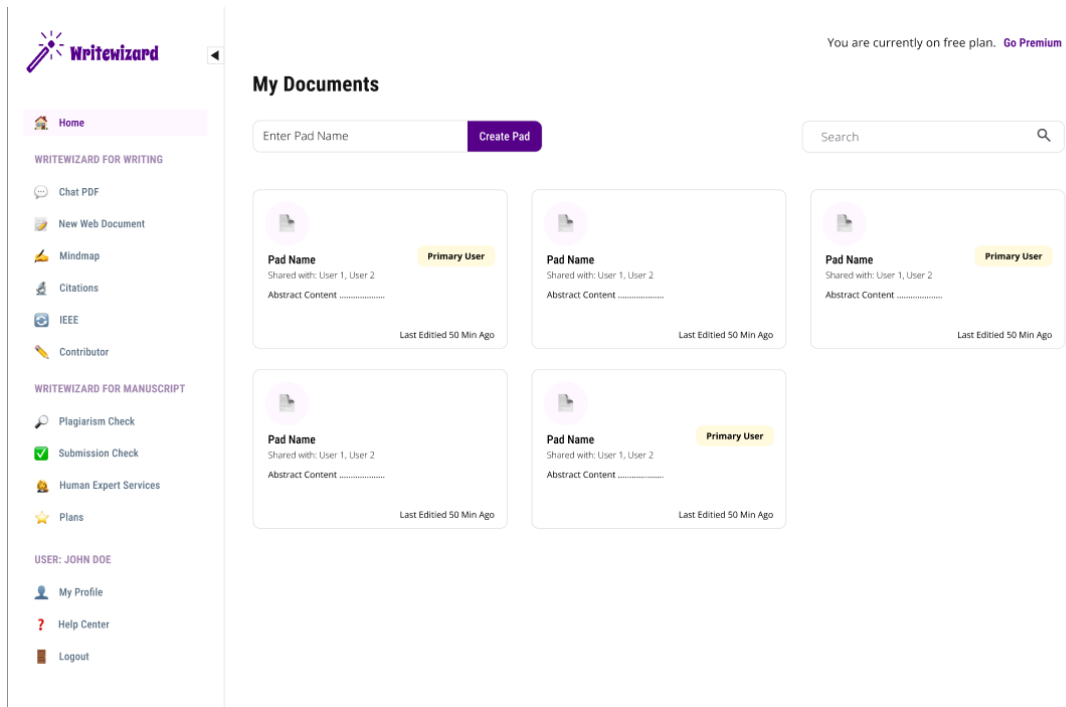 Writewizard
You are currently on free plan. Go Premium
My Documents
Enter Pad Name
Create Pad
Search
Home
WRITEWIZARD FOR WRITING
Chat PDF
New Web Document
Mindmap
Citations
IEEE
Contributor
WRITEWIZARD FOR MANUSCRIPT
Plagiarism Check
Submission Check
Human Expert Services
Plans
USER: JOHN DOE
My Profile
Help Center
Logout
Pad Name
Primary User
Shared with: User 1, User 2
Abstract Content ....................
Last Editied 50 Min Ago
Pad Name
Shared with: User 1, User 2
Abstract Content ....................
Last Editied 50 Min Ago
Pad Name
Primary User
Shared with: User 1, User 2
Abstract Content ....................
Last Editied 50 Min Ago
Pad Name
Shared with: User 1, User 2
Abstract Content ....................
Last Editied 50 Min Ago
Pad Name
Primary User
Shared with: User 1, User 2
Abstract Content ....................
Last Editied 50 Min Ago